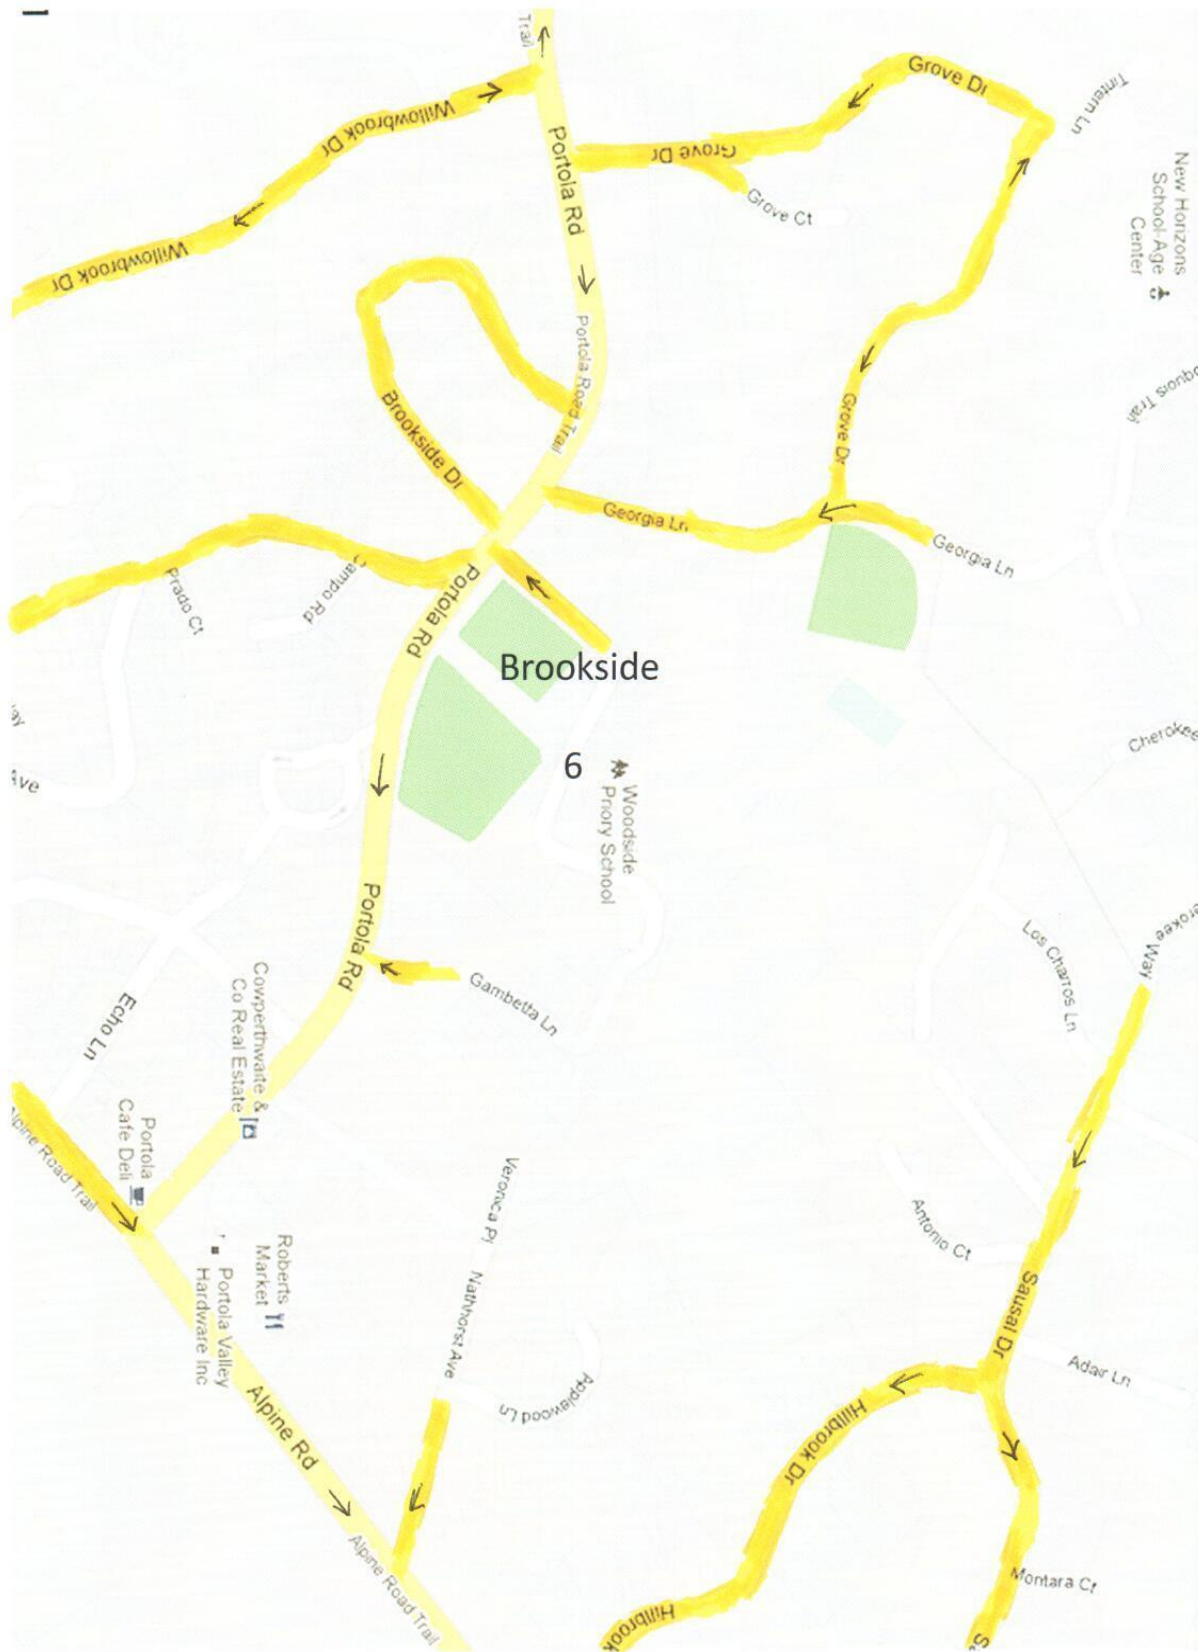 Trail
Grove Dr
Tintern Ln
Willowbrook Dr
Portola Rd
Grove Dr
Grove Ct
New Horizons
School-Age
Center
Willowbrook Dr
Portola Road Trail
Brookside Dr
Grove Dr
Georgia Ln
Georgia Ln
Prado Ct
Campo Rd
Portola Rd
Brookside
6
Woodside
Priory School
Cherokee
Ave
Portola Rd
Los Charros Ln
Way
Gambetta Ln
Echo Ln
Cowperthwaite &
Co Real Estate
Portola
Cafe Deli
Alpine Road Trail
Veronica Pl
Antonio Ct
Roberts
Market
Portola Valley
Hardware Inc
Nathhorst Ave
Applewood Ln
Sausal Dr
Adair Ln
Alpine Rd
Hillbrook Dr
Alpine Road Trail
Montara Ct
Hillbrook